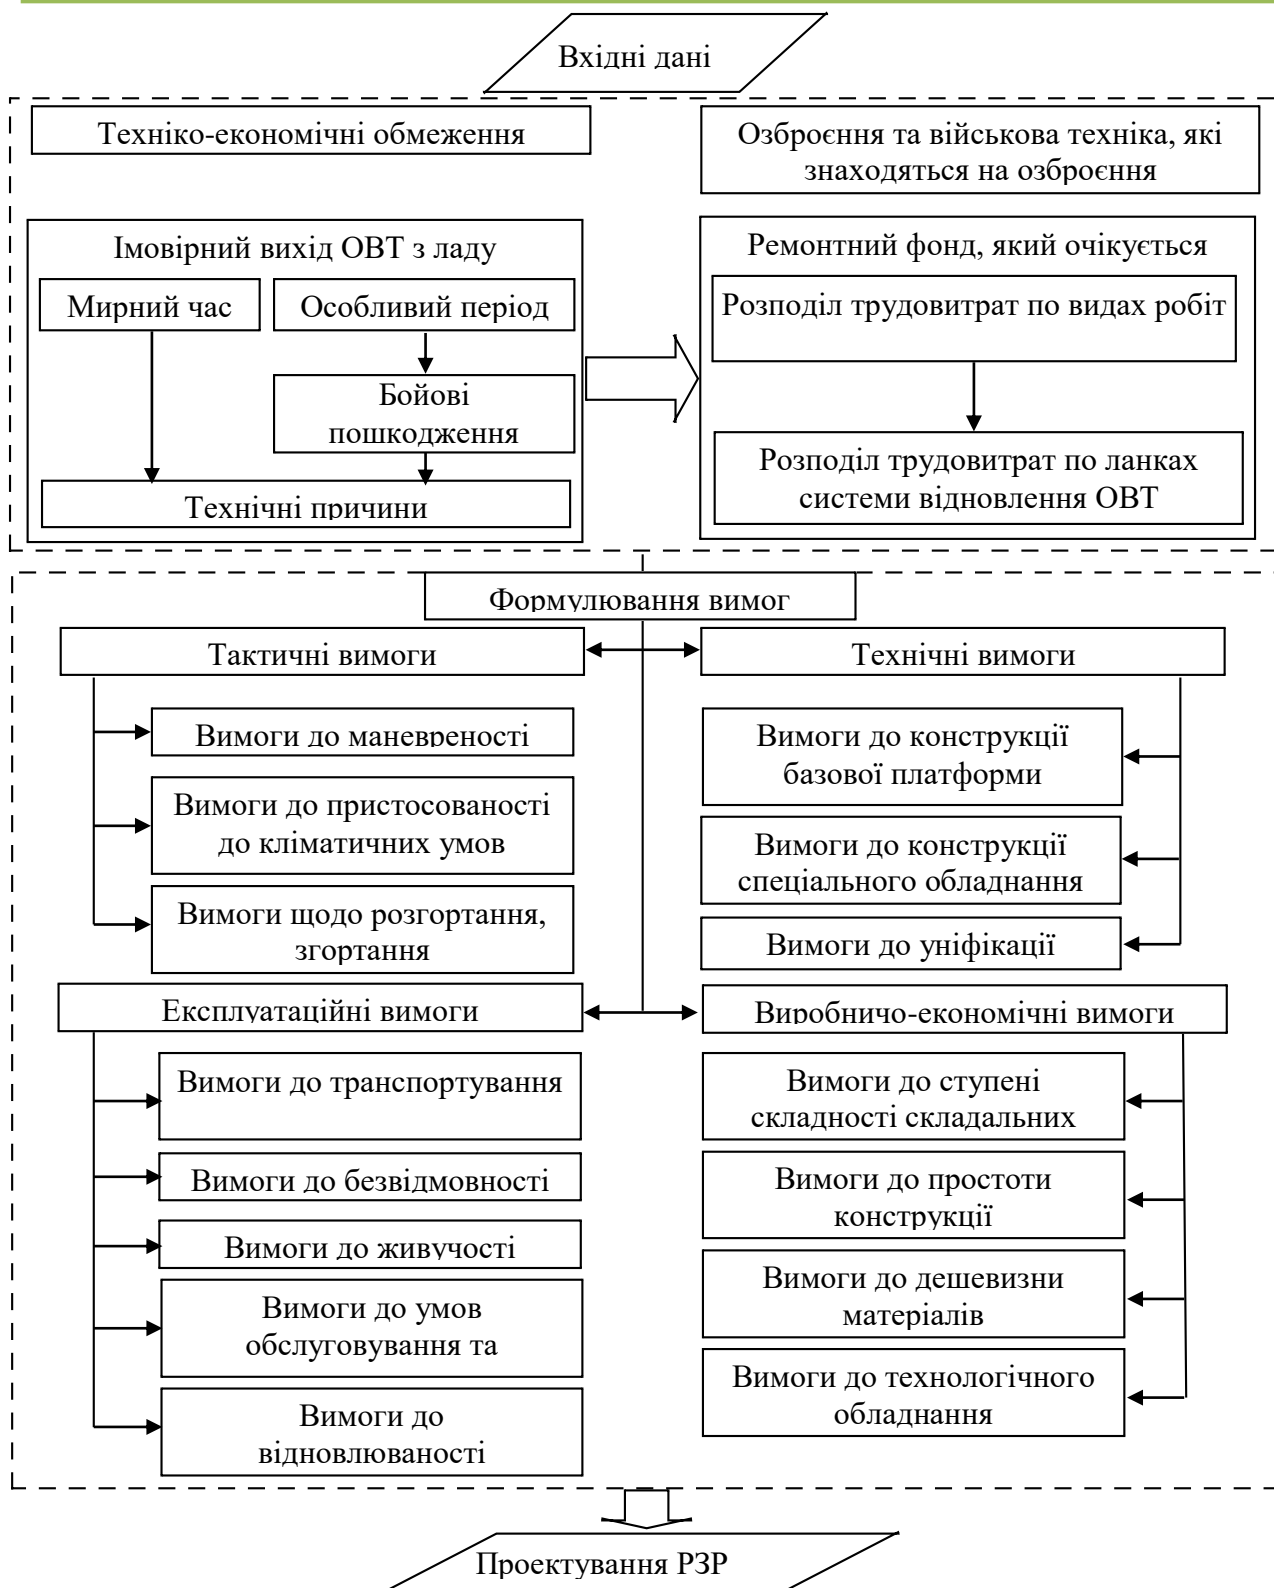 Вхідні дані
Техніко-економічні обмеження
Озброєння та військова техніка, які
знаходяться на озброєння
Імовірний вихід ОВТ з ладу
Мирний час
Особливий період
Бойові
пошкодження
Технічні причини
Ремонтний фонд, який очікується
Розподіл трудовитрат по видах робіт
Розподіл трудовитрат по ланках
системи відновлення ОВТ
Формулювання вимог
Тактичні вимоги
Технічні вимоги
Вимоги до маневреності
Вимоги до пристосованості
до кліматичних умов
Вимоги щодо розгортання,
згортання
Вимоги до конструкції
базової платформи
Вимоги до конструкції
спеціального обладнання
Вимоги до уніфікації
Експлуатаційні вимоги
Виробничо-економічні вимоги
Вимоги до транспортування
Вимоги до безвідмовності
Вимоги до живучості
Вимоги до умов
обслуговування та
Вимоги до
відновлюваності
Вимоги до ступені
складності складальних
Вимоги до простоти
конструкції
Вимоги до дешевизни
матеріалів
Вимоги до технологічного
обладнання
Проектування РЗР